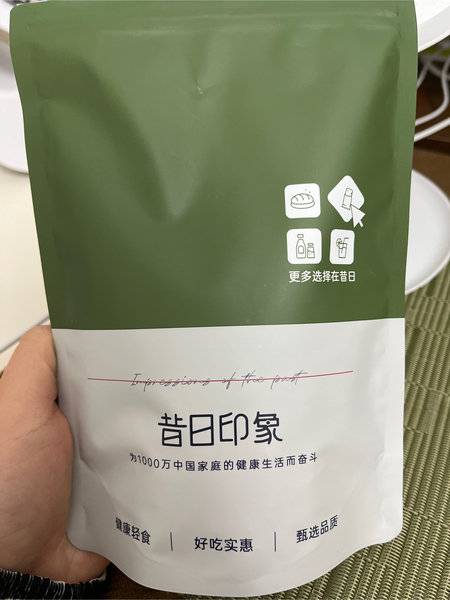 更多选择在昔日
Impressions of the past
昔日印象
为1000万中国家庭的健康生活而奋斗
健康轻食 | 好吃实惠 | 甄选品质